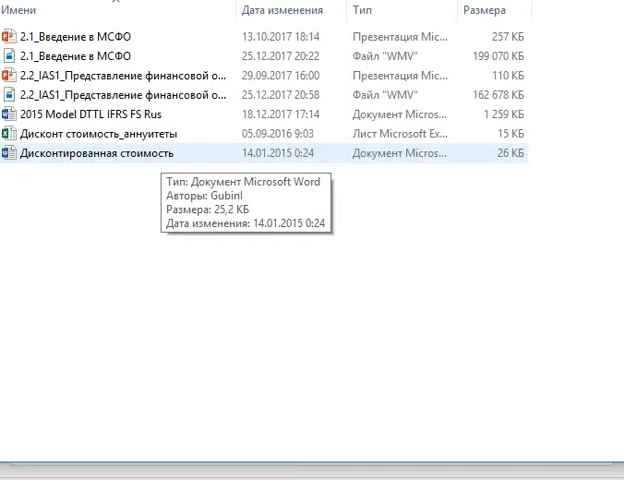 Имени Дата изменения Тип Размера
2.1_Введение в МСФО 13.10.2017 18:14 Презентация Mic... 257 КБ
2.1_Введение в МСФО 25.12.2017 20:22 Файл "WMV" 199 070 КБ
2.2_IAS1_Представление финансовой о... 29.09.2017 16:00 Презентация Mic... 110 КБ
2.2_IAS1_Представление финансовой о... 25.12.2017 20:58 Файл "WMV" 162 678 КБ
2015 Model DTTL IFRS FS Rus 18.12.2017 17:14 Документ Micros... 1 259 КБ
Дисконт стоимость_аннуитеты 05.09.2016 9:03 Лист Microsoft Ex... 15 КБ
Дисконтированная стоимость 14.01.2015 0:24 Документ Micros... 26 КБ
Тип: Документ Microsoft Word
Авторы: Gubinl
Размера: 25,2 КБ
Дата изменения: 14.01.2015 0:24